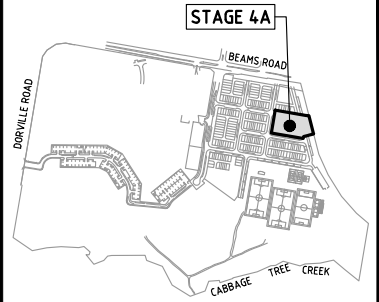 STAGE 4A
BEAMS ROAD
DORVILLE ROAD
CABBAGE TREE CREEK